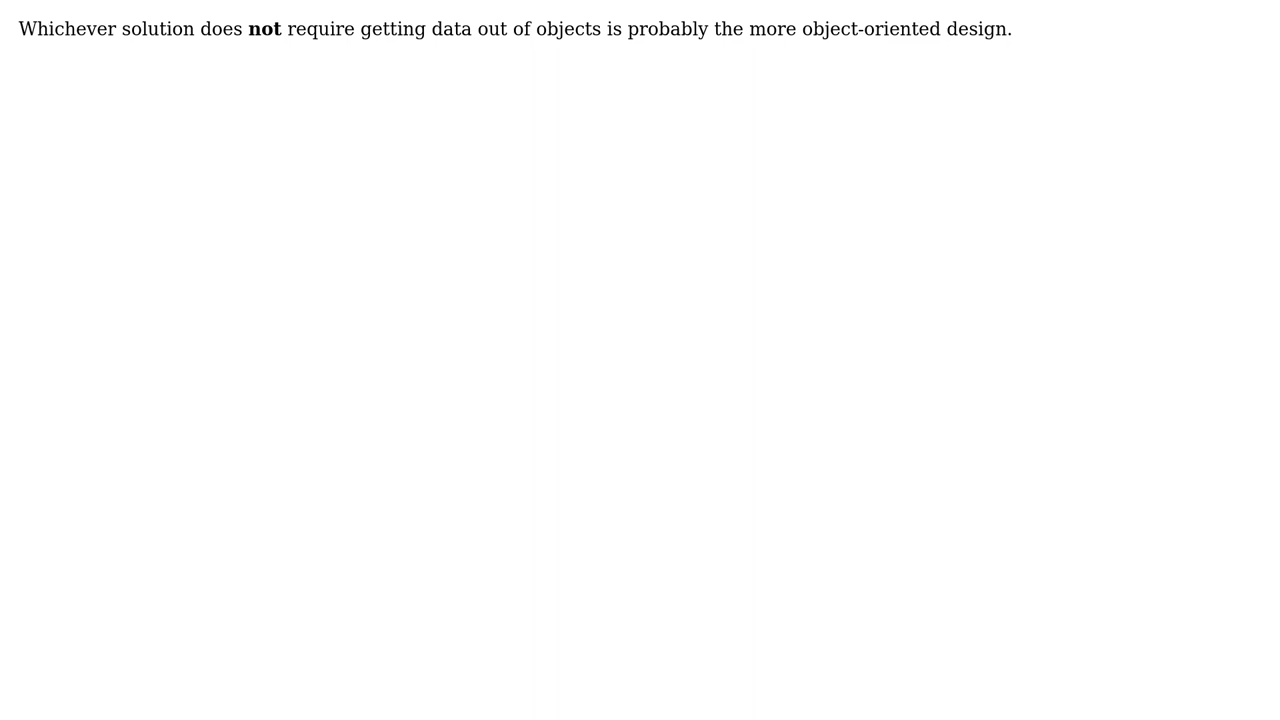 Whichever solution does not require getting data out of objects is probably the more object-oriented design.